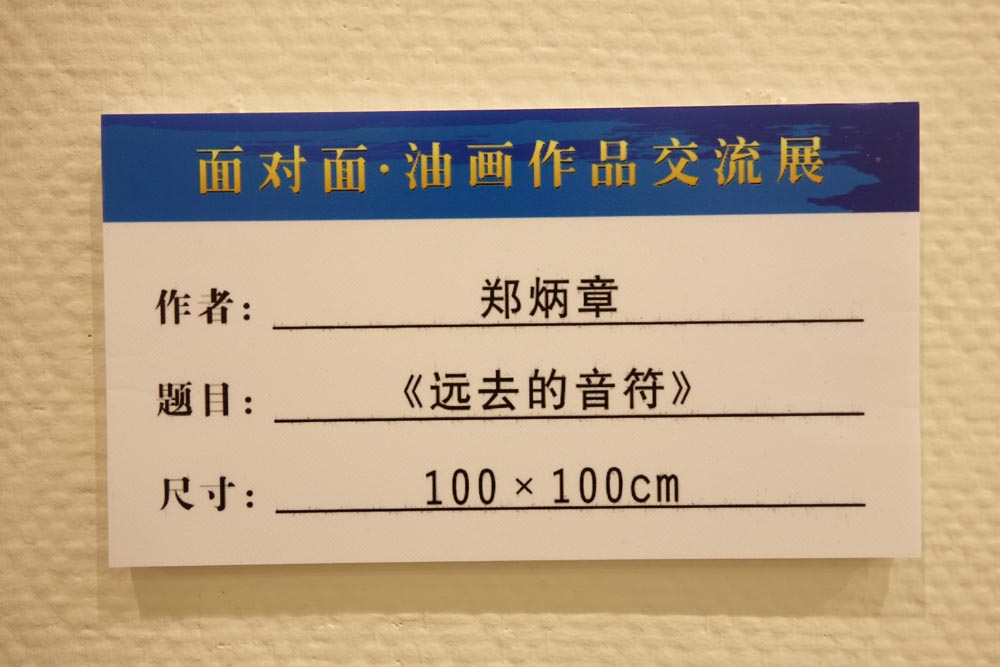 面对面·油画作品交流展
作者：郑炳章
题目：《远去的音符》
尺寸：100×100cm